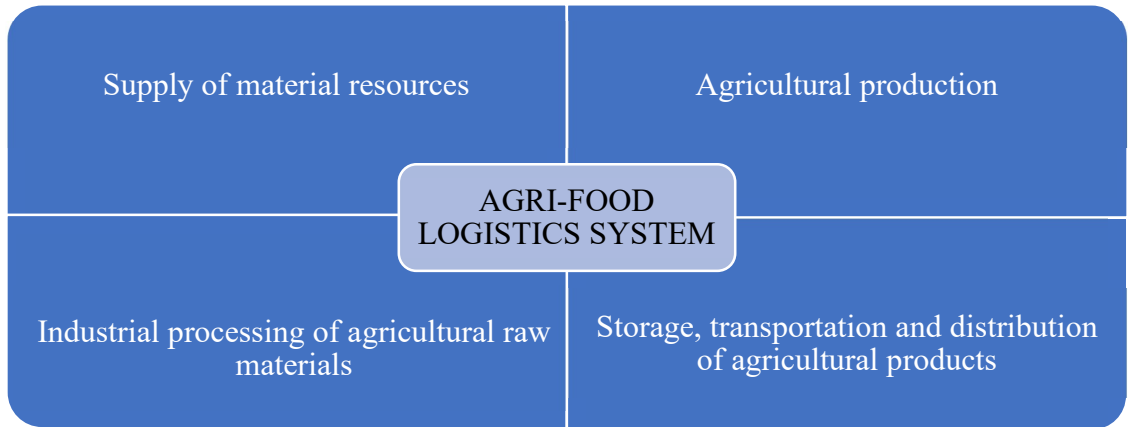 Supply of material resources
Agricultural production
AGRI-FOOD
LOGISTICS SYSTEM
Industrial processing of agricultural raw
materials
Storage, transportation and distribution
of agricultural products